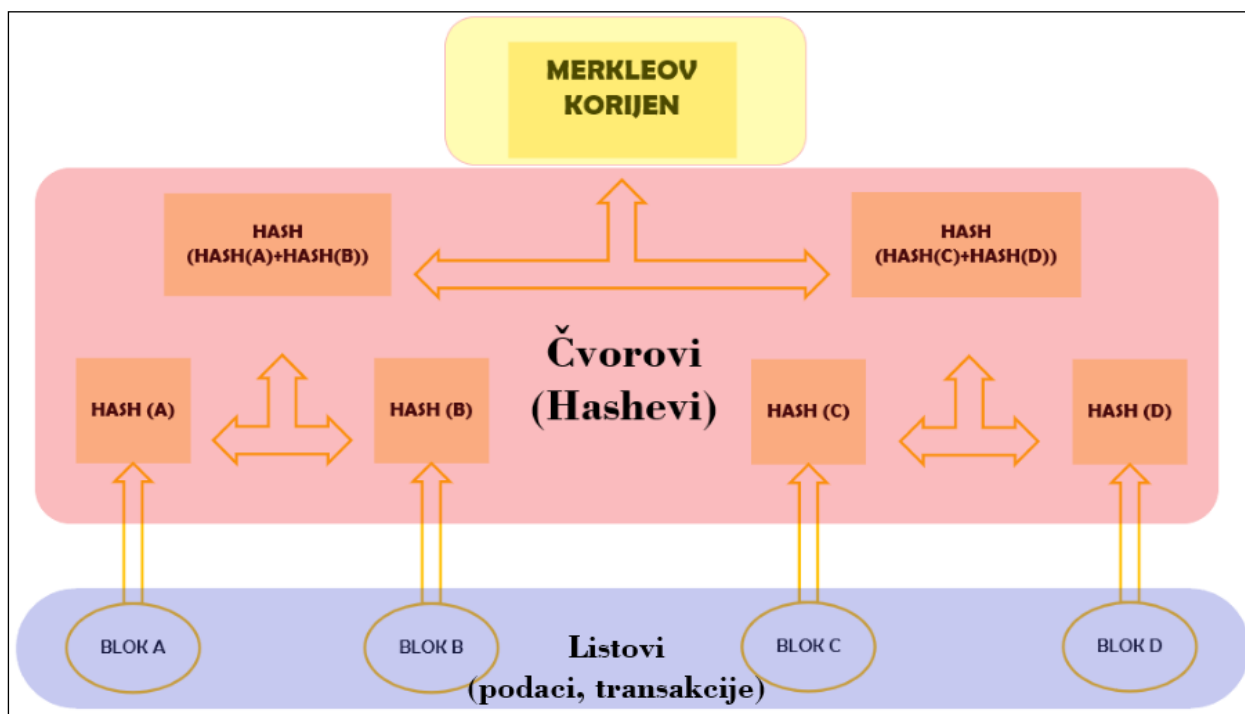 MERKLEOV
KORIJEN
HASH
(HASH(A)+HASH(B))
HASH
(HASH(C)+HASH(D))
Čvorovi
(Hashevi)
HASH (A)
HASH (B)
HASH (C)
HASH (D)
BLOK A
BLOK B
Listovi
(podaci, transakcije)
BLOK C
BLOK D